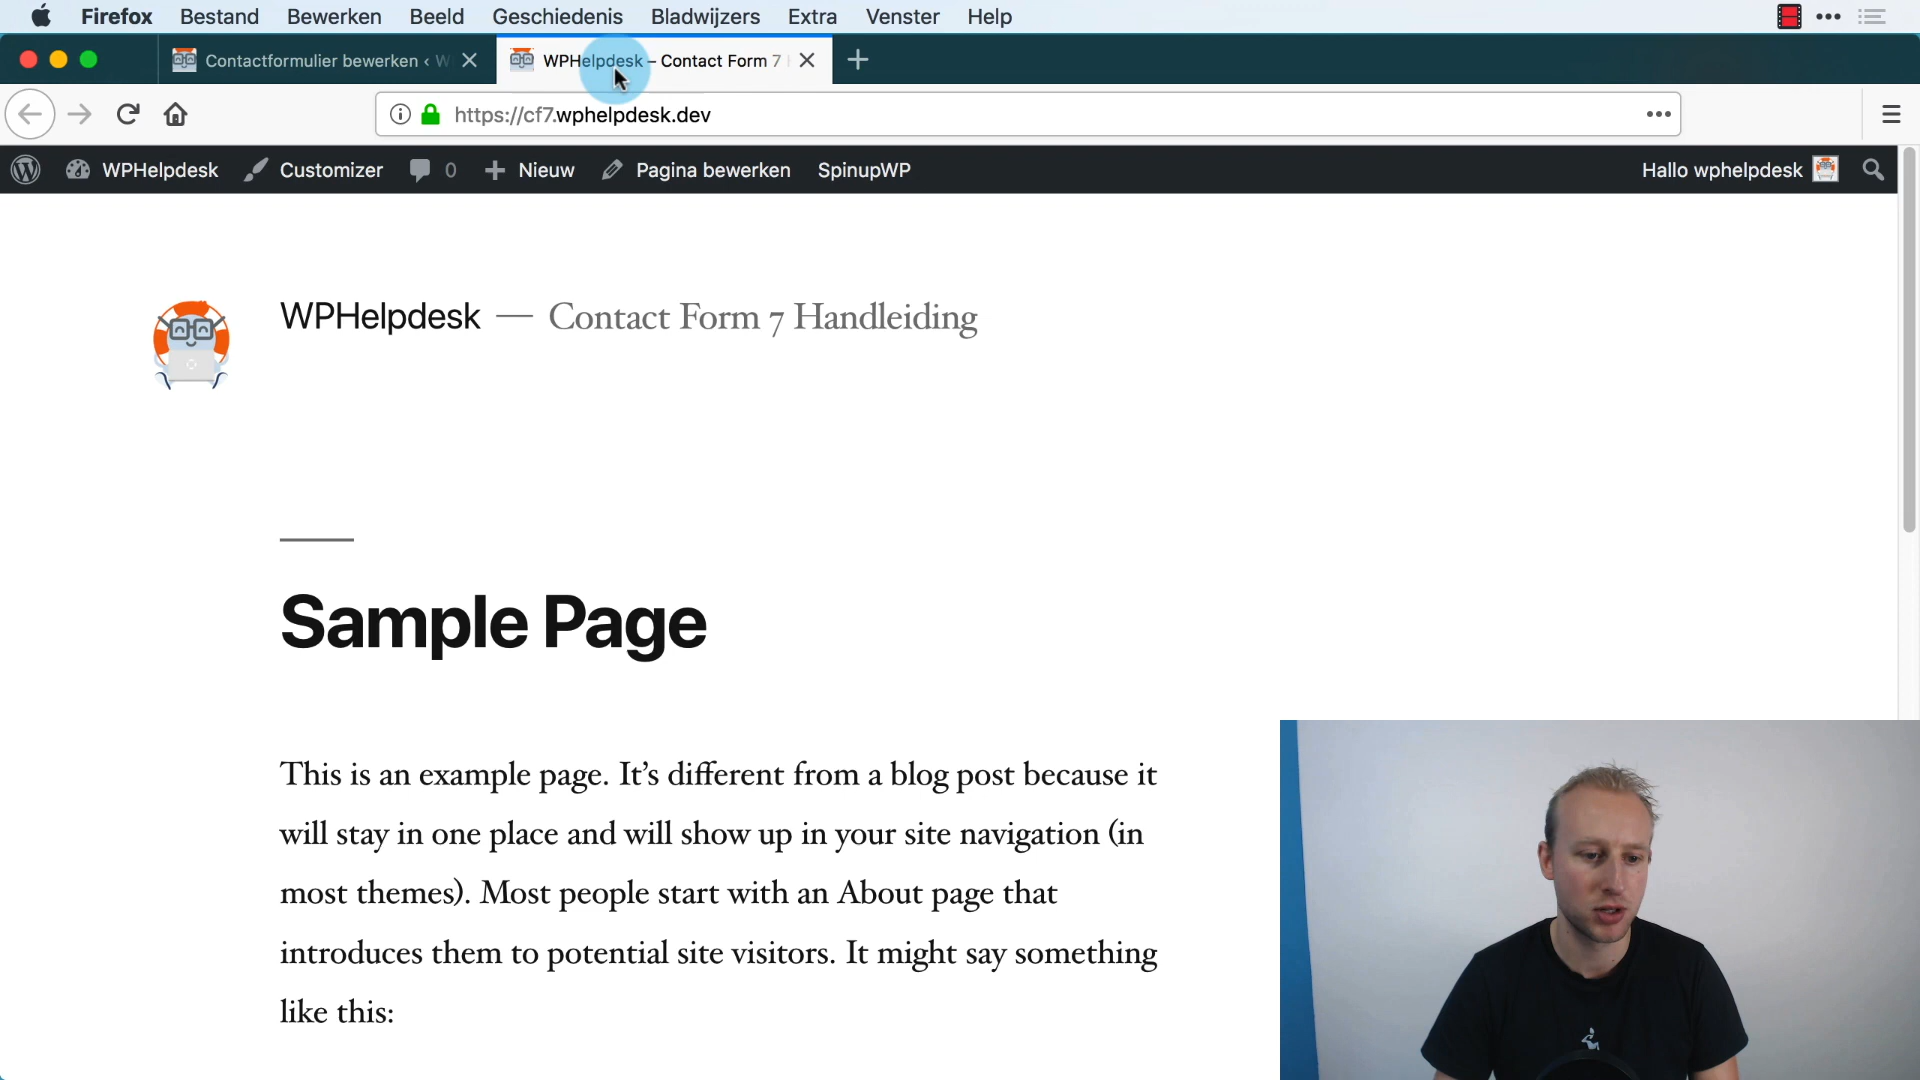 Firefox Bestand Bewerken Beeld Geschiedenis Bladwijzers Extra Venster Help
Contactformulier bewerken ‹ W WPHelpdesk – Contact Form 7
https://cf7.wphelpdesk.dev
WPHelpdesk Customizer 0 Nieuw Pagina bewerken SpinupWP Hallo wphelpdesk
WPHelpdesk — Contact Form 7 Handleiding
Sample Page
This is an example page. It’s different from a blog post because it
will stay in one place and will show up in your site navigation (in
most themes). Most people start with an About page that
introduces them to potential site visitors. It might say something
like this: